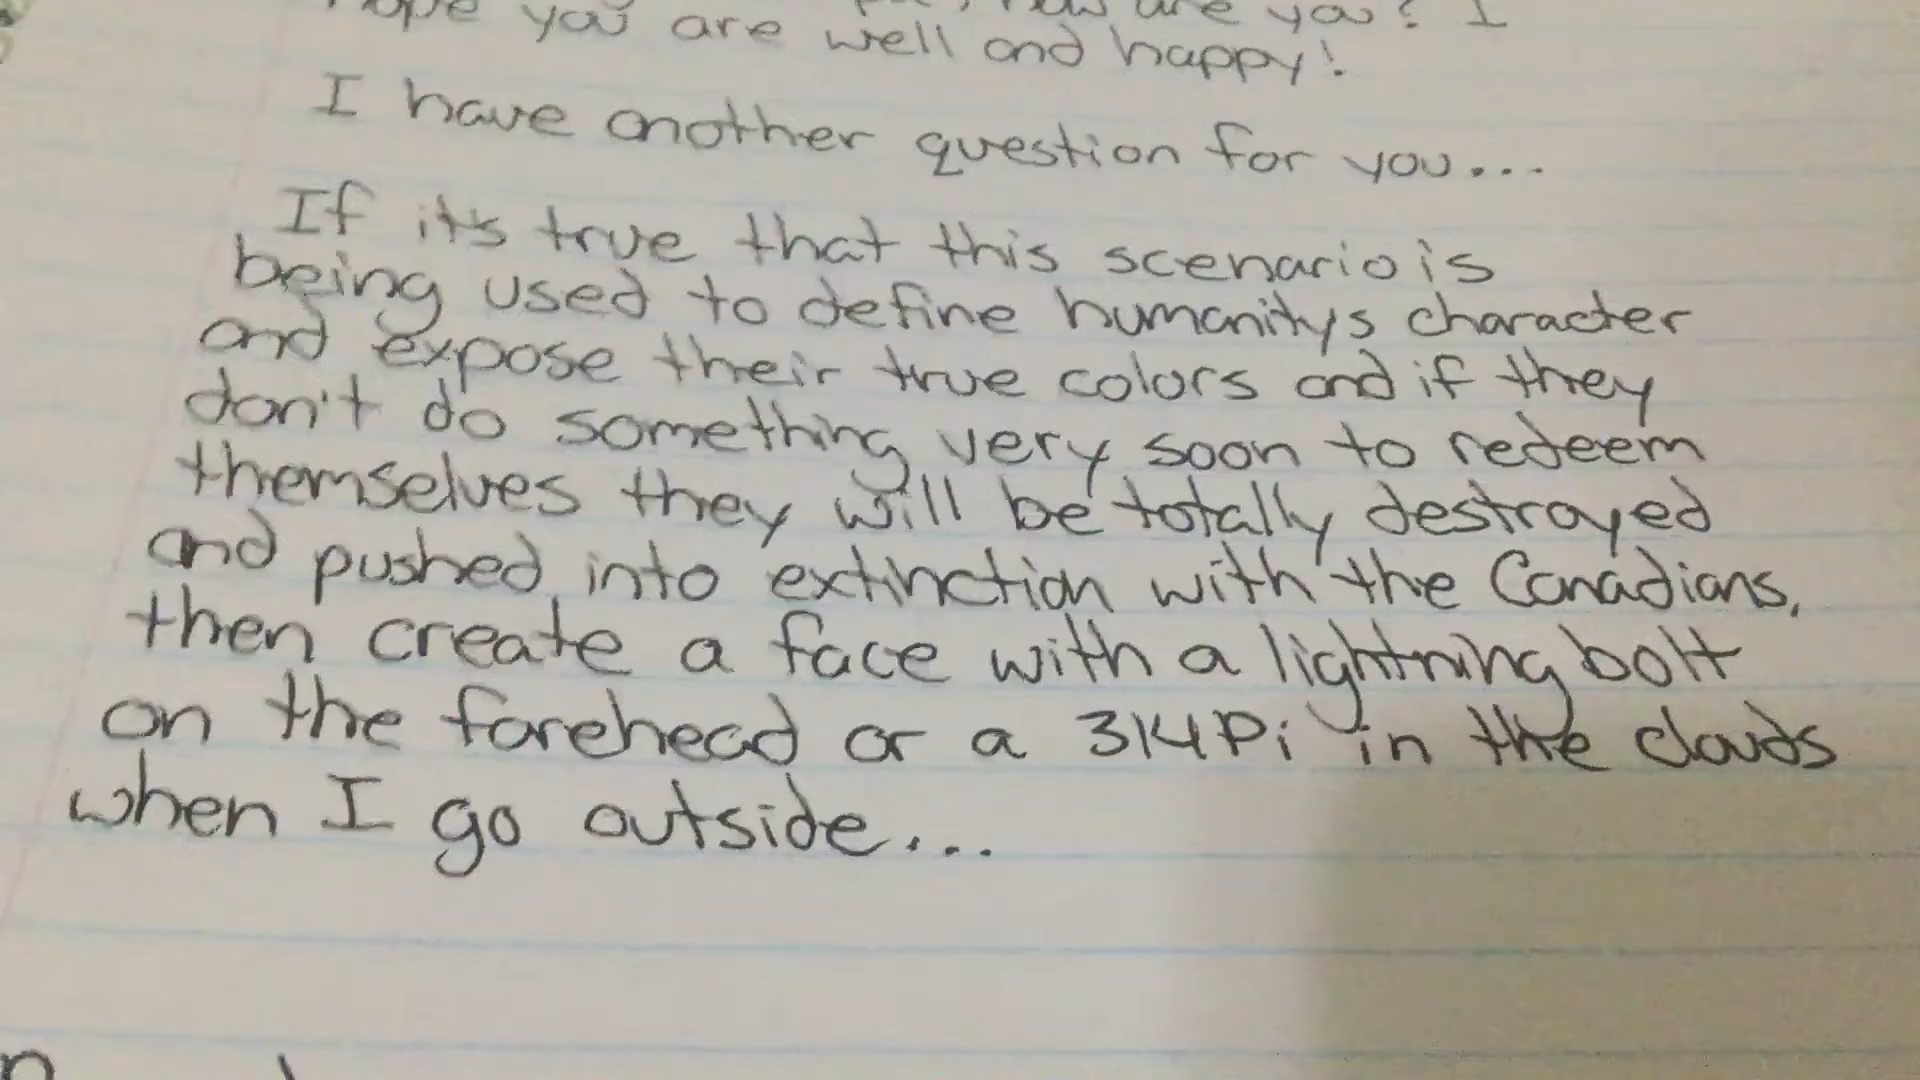 how are you? I
hope you are well and happy!
I have another question for you...
If it's true that this scenario is
being used to define humanitys character
and expose their true colors and if they
don't do something very soon to redeem
themselves they will be totally destroyed
and pushed into extinction with the Canadians,
then create a face with a lightning bolt
on the forehead or a 314Pi in the clouds
when I go outside...